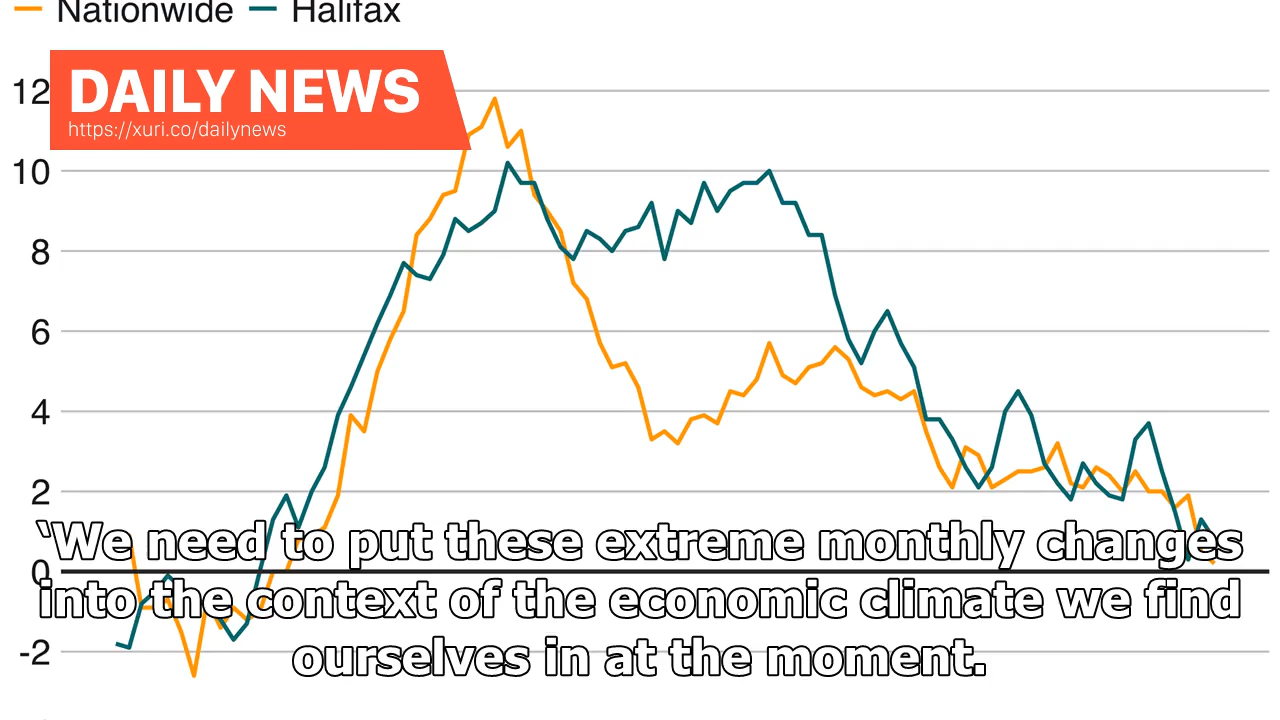 Nationwide Halifax
DAILY NEWS
https://xuri.co/dailynews
12
10
8
6
4
2
0
-2
‘We need to put these extreme monthly changes
into the context of the economic climate we find
ourselves in at the moment.